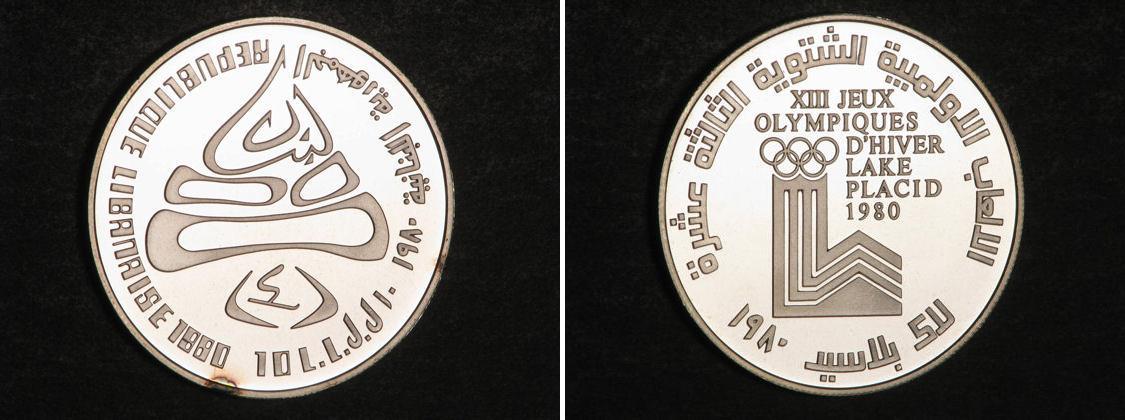 REPUBLIQUE LIBANAISE 1980
الجمهورية اللبنانية ١٩٨٠
10 L.L. ١٠ ل.ل.
الألعاب الأولمبية الشتوية الثالثة عشرة
XIII JEUX
OLYMPIQUES
D'HIVER
LAKE
PLACID
1980
لاك بلاسيد ١٩٨٠